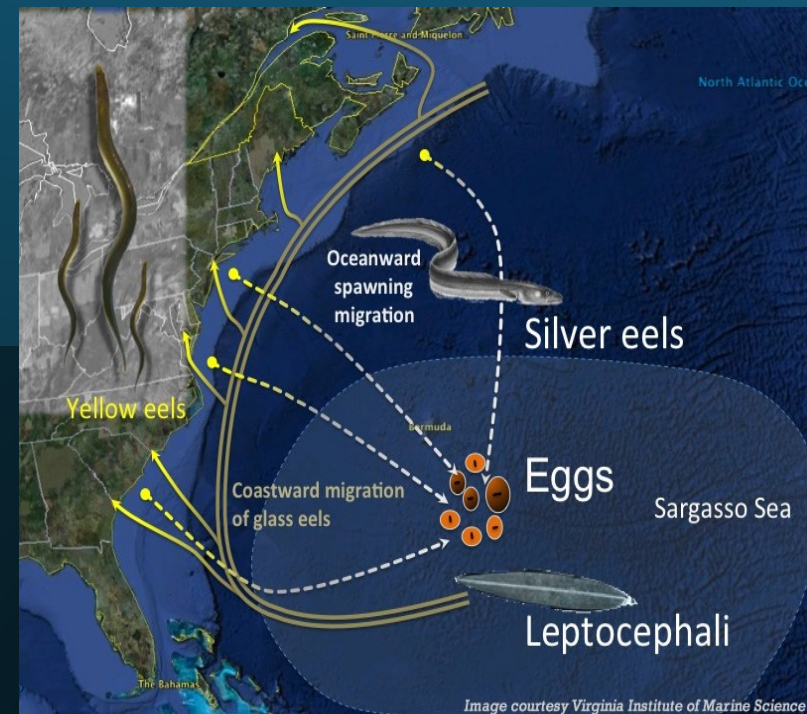 Saint Pierre and Miquelon
North Atlantic Oce
Oceanward
spawning
migration
Silver eels
Yellow eels
Bermuda
Eggs
Coastward migration
of glass eels
Sargasso Sea
Leptocephali
The Bahamas
Image courtesy Virginia Institute of Marine Science